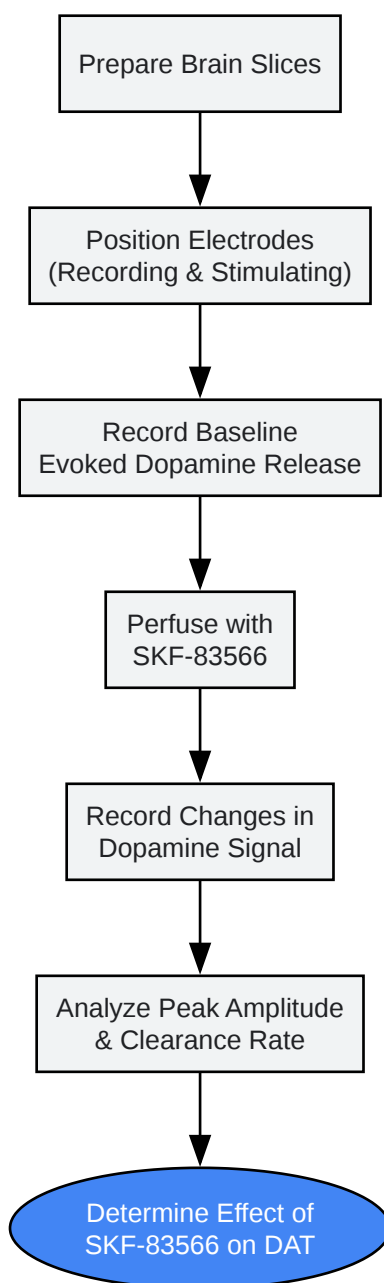 Prepare Brain Slices
Position Electrodes
(Recording & Stimulating)
Record Baseline
Evoked Dopamine Release
Perfuse with
SKF-83566
Record Changes in
Dopamine Signal
Analyze Peak Amplitude
& Clearance Rate
Determine Effect of
SKF-83566 on DAT